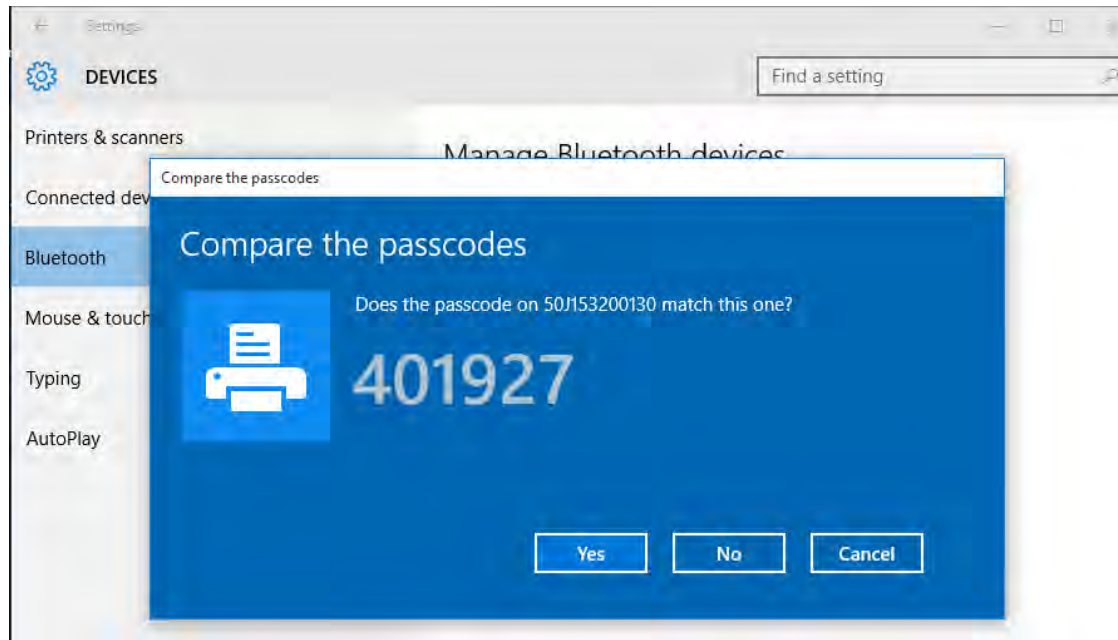 Settings
DEVICES
Find a setting
Printers & scanners
Manage Bluetooth devices
Compare the passcodes
Connected dev
Compare the passcodes
Bluetooth
Does the passcode on 50J153200130 match this one?
Mouse & touch
401927
Typing
AutoPlay
Yes
No
Cancel